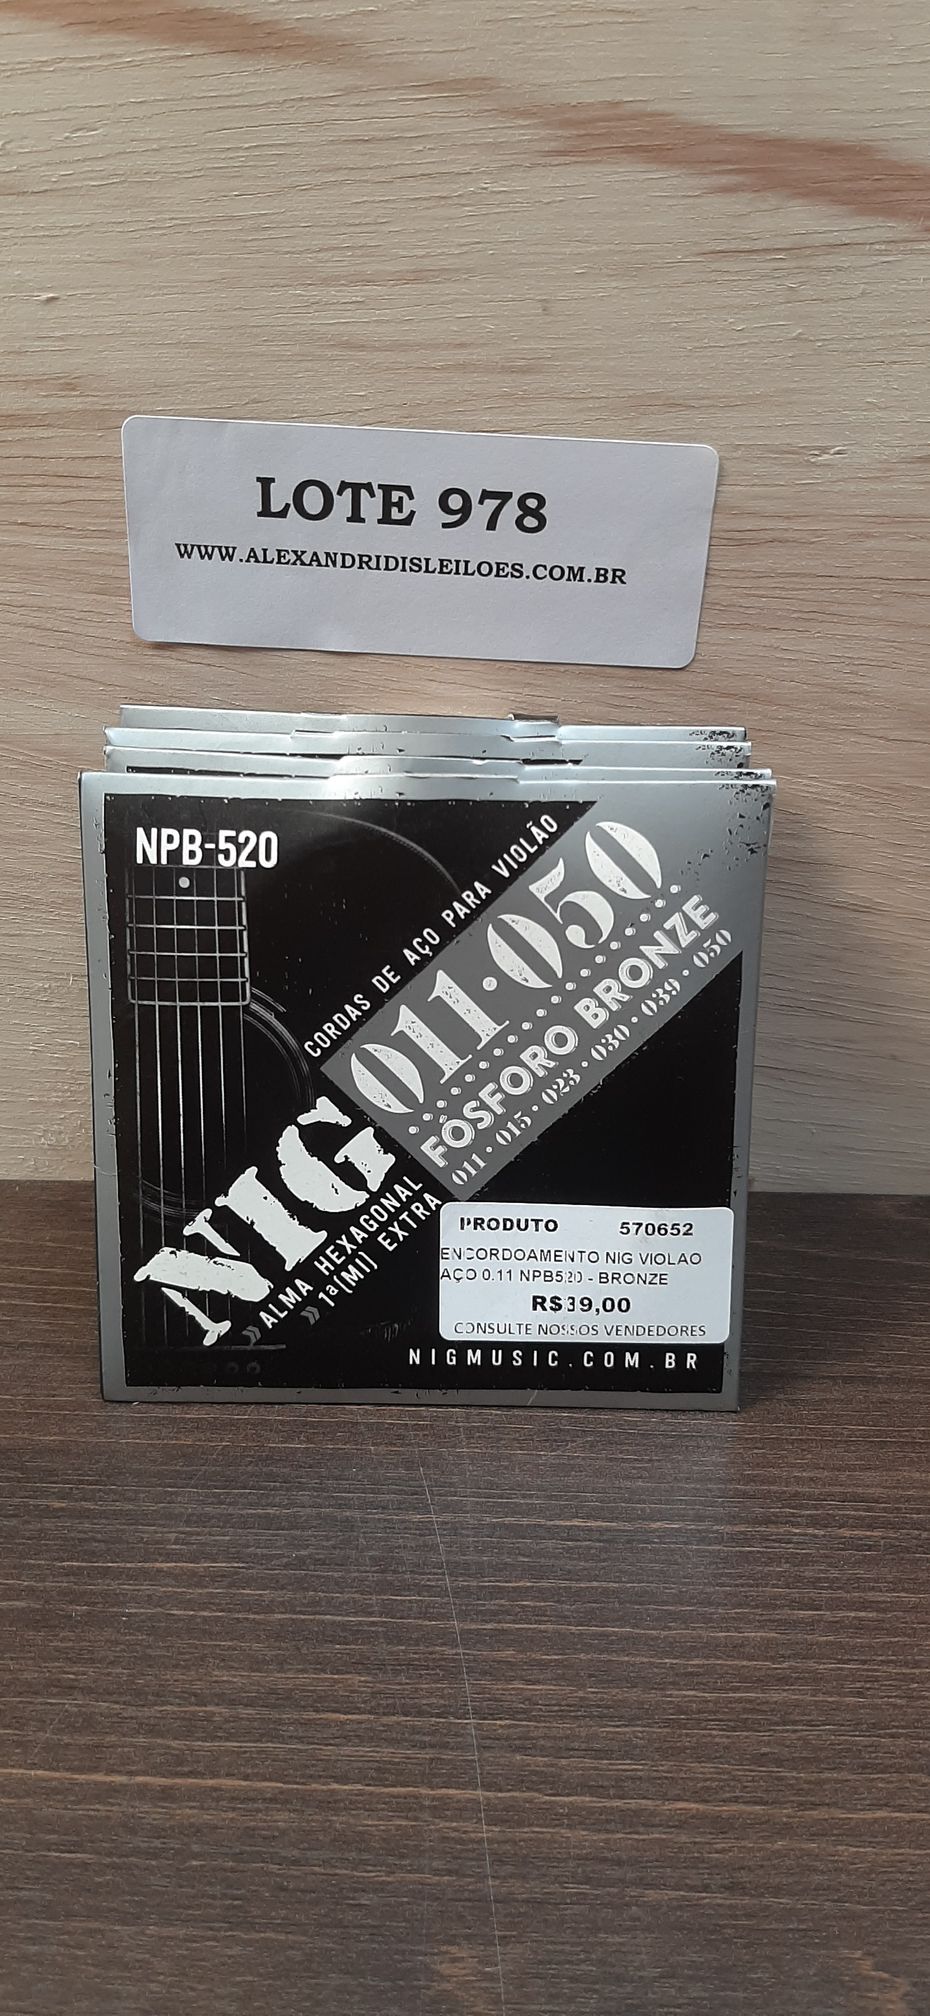 LOTE 978
WWW.ALEXANDRIDISLEILOES.COM.BR
NPB-520
CORDAS DE AÇO PARA VIOLÃO
011·050
FÓSFORO BRONZE
011 · 015 · 023 · 030 · 039 · 050
NIG
» ALMA HEXAGONAL
» 1ª(MI) EXTRA
PRODUTO 570652
ENCORDOAMENTO NIG VIOLAO
AÇO 0.11 NPB520 - BRONZE
R$39,00
CONSULTE NOSSOS VENDEDORES
NIGMUSIC.COM.BR